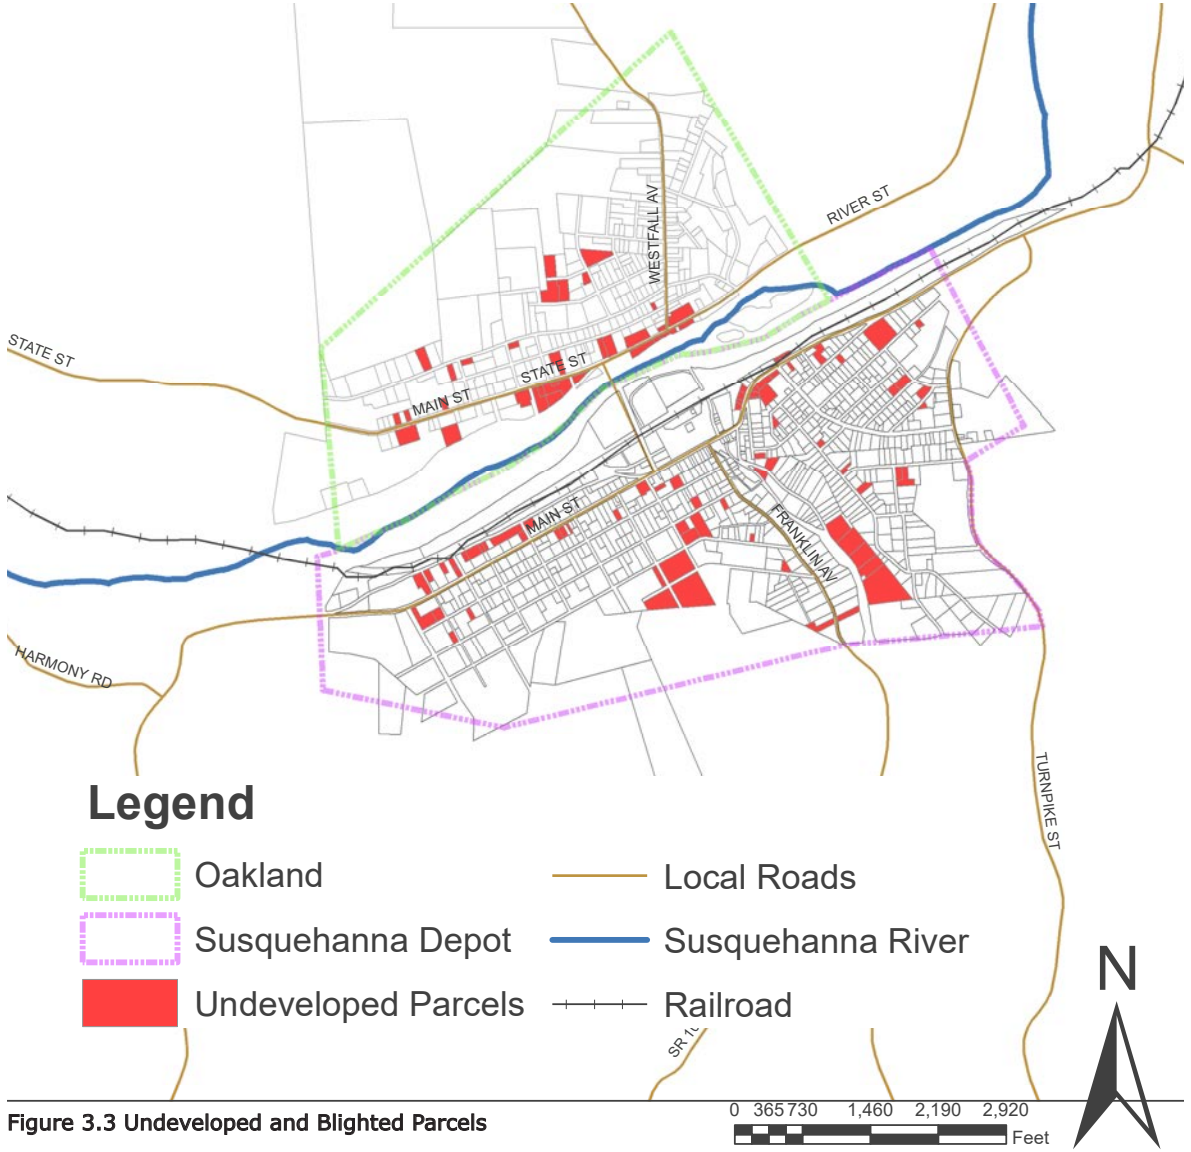 RIVER ST
WESTFALL AV
STATE ST
STATE ST
MAIN ST
MAIN ST
FRANKLIN AV
HARMONY RD
TURNPIKE ST
Legend
Oakland
Local Roads
Susquehanna Depot
Susquehanna River
Undeveloped Parcels
Railroad
N
SR
Figure 3.3 Undeveloped and Blighted Parcels
0 365 730 1,460 2,190 2,920
Feet